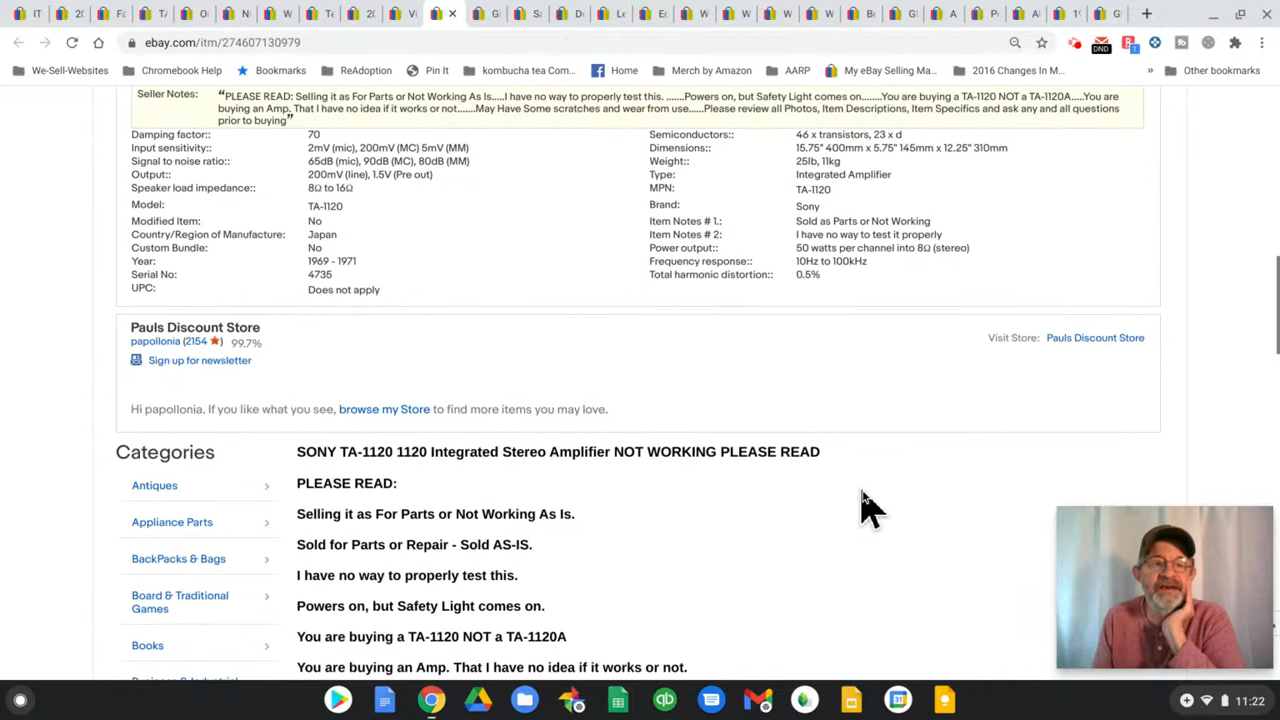 IT
20
Fa
TA
O
N
W
Te
20
Vi
Gl
Sa
D
Le
Ec
W
W
W
B
Gl
A
P
Al
19
G
ebay.com/itm/274607130979
DND
1
We-Sell-Websites
Chromebook Help
Bookmarks
ReAdoption
Pin It
kombucha tea Com...
Home
Merch by Amazon
AARP
My eBay Selling Ma...
2016 Changes In M...
»
Other bookmarks
Seller Notes:
“PLEASE READ: Selling it as For Parts or Not Working As Is.....I have no way to properly test this. .......Powers on, but Safety Light comes on........You are buying a TA-1120 NOT a TA-1120A.....You are
buying an Amp. That I have no idea if it works or not.......May Have Some scratches and wear from use......Please review all Photos, Item Descriptions, Item Specifics and ask any and all questions
prior to buying”
Damping factor::
70
Semiconductors::
46 x transistors, 23 x d
Input sensitivity::
2mV (mic), 200mV (MC) 5mV (MM)
Dimensions::
15.75" 400mm x 5.75" 145mm x 12.25" 310mm
Signal to noise ratio::
65dB (mic), 90dB (MC), 80dB (MM)
Weight::
25lb, 11kg
Output::
200mV (line), 1.5V (Pre out)
Type:
Integrated Amplifier
Speaker load impedance::
8Ω to 16Ω
MPN:
TA-1120
Model:
TA-1120
Brand:
Sony
Modified Item:
No
Item Notes # 1.:
Sold as Parts or Not Working
Country/Region of Manufacture:
Japan
Item Notes # 2:
I have no way to test it properly
Custom Bundle:
No
Power output::
50 watts per channel into 8Ω (stereo)
Year:
1969 - 1971
Frequency response::
10Hz to 100kHz
Serial No:
4735
Total harmonic distortion::
0.5%
UPC:
Does not apply
Pauls Discount Store
papollonia (2154 ) 99.7%
Visit Store:
Pauls Discount Store
Sign up for newsletter
Hi papollonia. If you like what you see, browse my Store to find more items you may love.
Categories
Antiques
Appliance Parts
BackPacks & Bags
Board & Traditional
Games
Books
SONY TA-1120 1120 Integrated Stereo Amplifier NOT WORKING PLEASE READ
PLEASE READ:
Selling it as For Parts or Not Working As Is.
Sold for Parts or Repair - Sold AS-IS.
I have no way to properly test this.
Powers on, but Safety Light comes on.
You are buying a TA-1120 NOT a TA-1120A
You are buying an Amp. That I have no idea if it works or not.
11:22